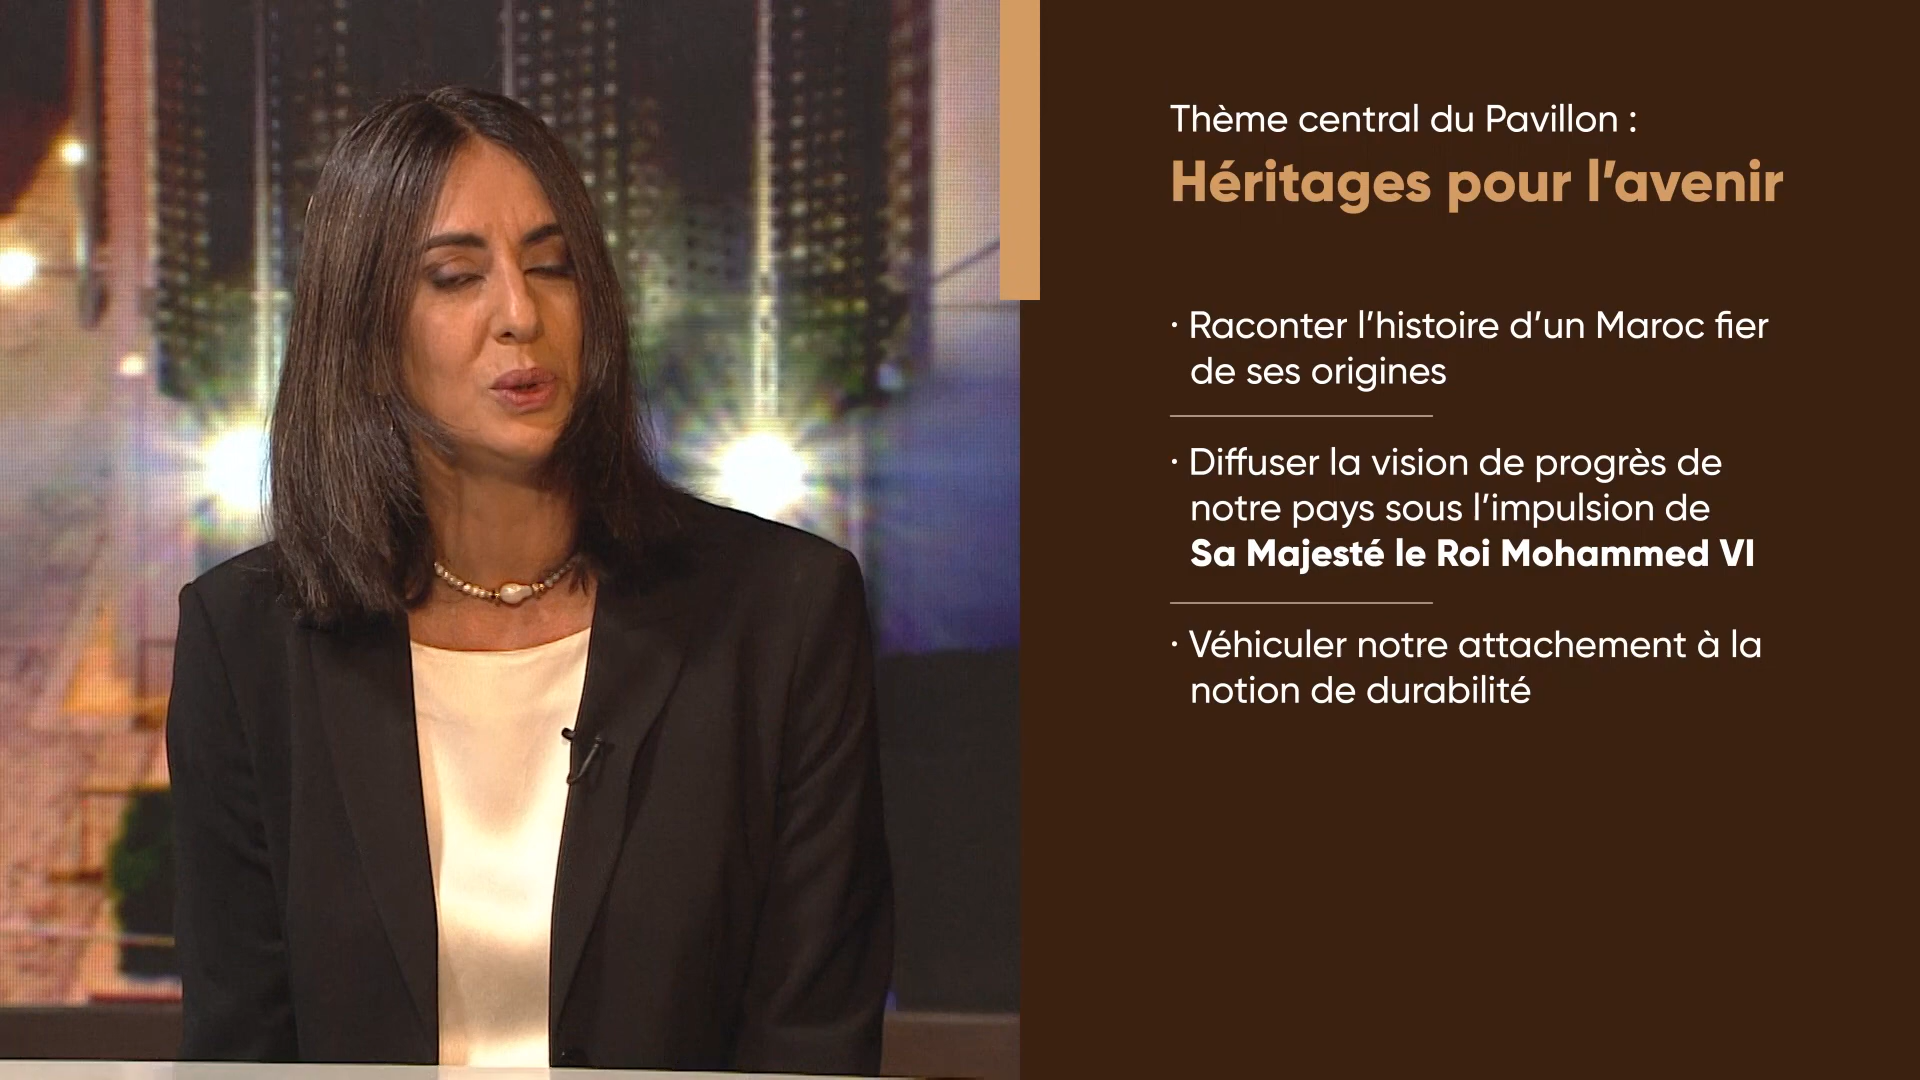 Thème central du Pavillon :
Héritages pour l’avenir
· Raconter l’histoire d’un Maroc fier
de ses origines
· Diffuser la vision de progrès de
notre pays sous l’impulsion de
Sa Majesté le Roi Mohammed VI
· Véhiculer notre attachement à la
notion de durabilité